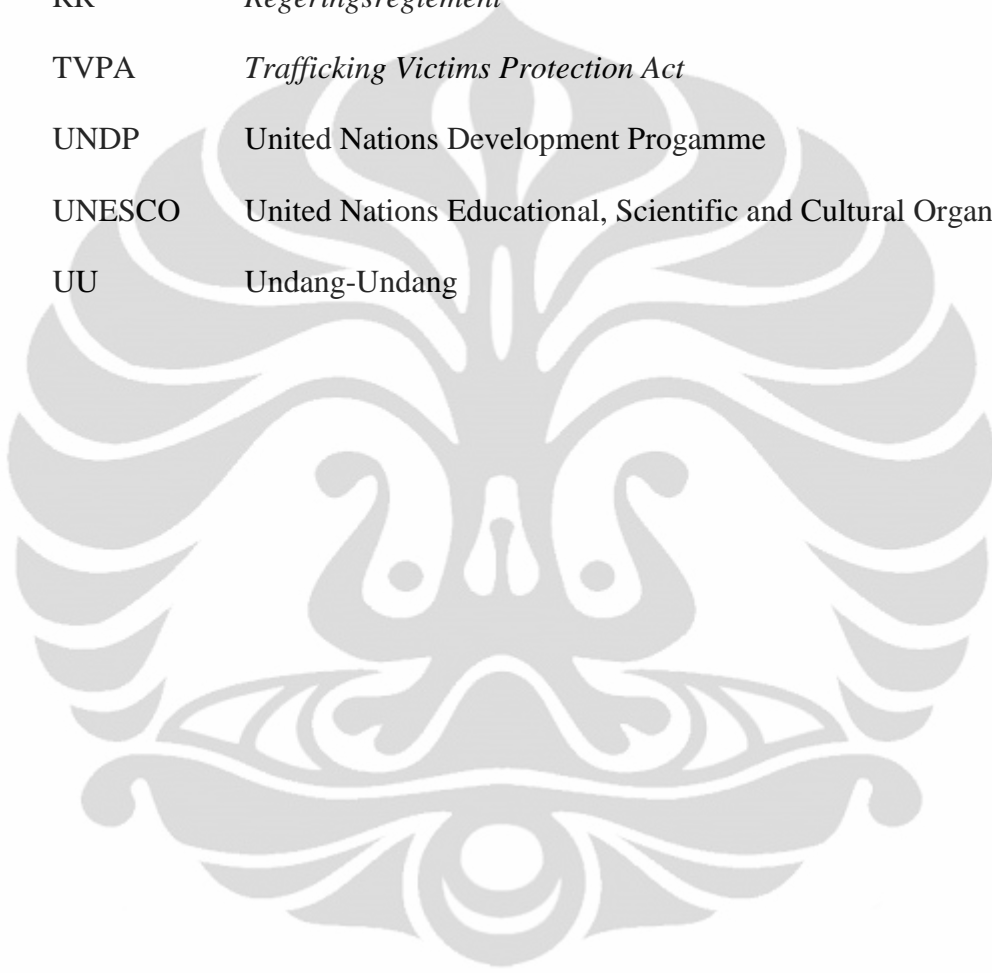 RR Regeringsreglement
TVPA Trafficking Victims Protection Act
UNDP United Nations Development Progamme
UNESCO United Nations Educational, Scientific and Cultural Organ
UU Undang-Undang